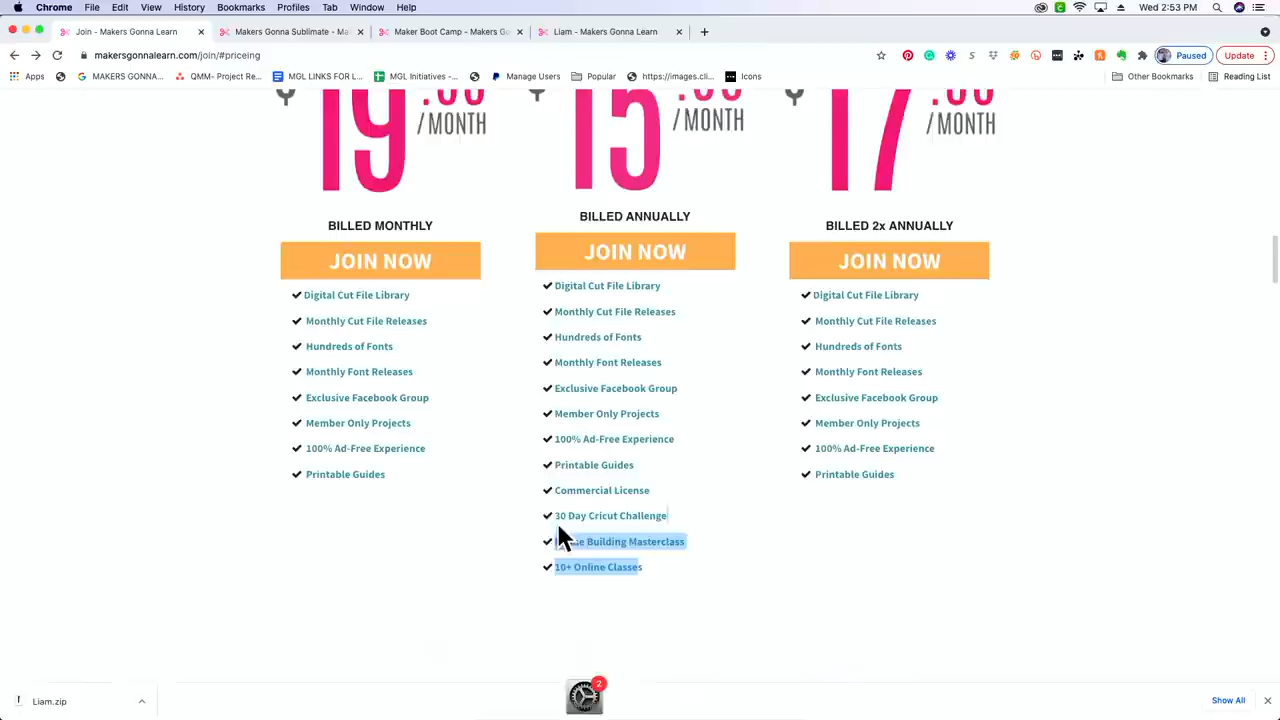 Chrome File Edit View History Bookmarks Profiles Tab Window Help Wed 2:53 PM
Join - Makers Gonna Learn Makers Gonna Sublimate - Ma Maker Boot Camp - Makers Go Liam - Makers Gonna Learn
makersgonnalearn.com/join/#priceing Paused Update
Apps MAKERS GONNA... QMM- Project Re... MGL LINKS FOR L... MGL Initiatives -... Manage Users Popular https://images.cli... Icons Other Bookmarks Reading List
$ 19 /MONTH
$ 15 /MONTH
$ 17 /MONTH
BILLED MONTHLY
JOIN NOW
Digital Cut File Library
Monthly Cut File Releases
Hundreds of Fonts
Monthly Font Releases
Exclusive Facebook Group
Member Only Projects
100% Ad-Free Experience
Printable Guides
BILLED ANNUALLY
JOIN NOW
Digital Cut File Library
Monthly Cut File Releases
Hundreds of Fonts
Monthly Font Releases
Exclusive Facebook Group
Member Only Projects
100% Ad-Free Experience
Printable Guides
Commercial License
30 Day Cricut Challenge
Building Masterclass
10+ Online Classes
BILLED 2x ANNUALLY
JOIN NOW
Digital Cut File Library
Monthly Cut File Releases
Hundreds of Fonts
Monthly Font Releases
Exclusive Facebook Group
Member Only Projects
100% Ad-Free Experience
Printable Guides
2
Liam.zip Show All